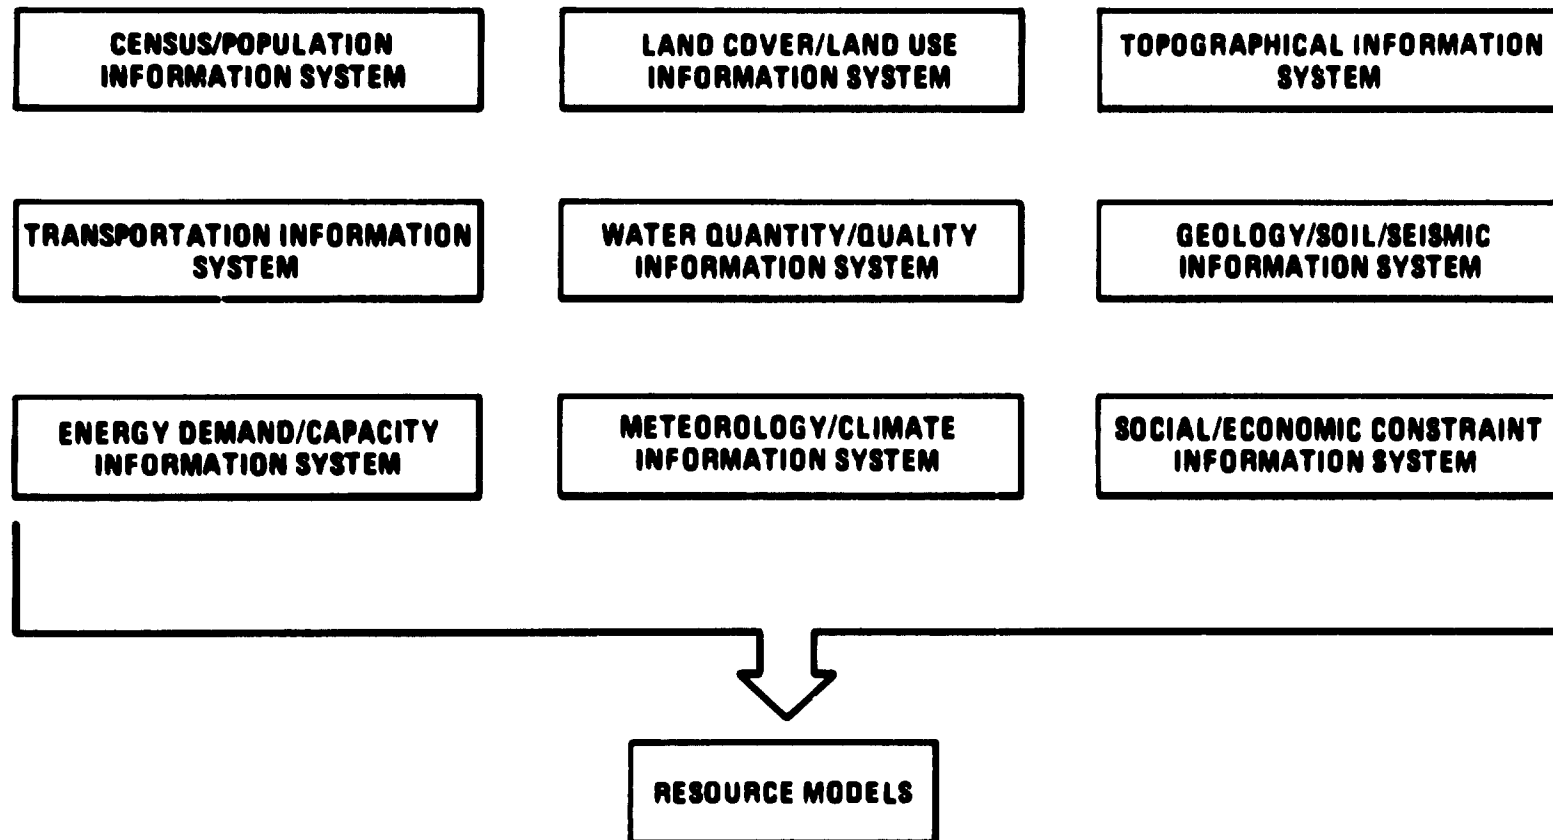 CENSUS/POPULATION
INFORMATION SYSTEM
LAND COVER/LAND USE
INFORMATION SYSTEM
TOPOGRAPHICAL INFORMATION
SYSTEM
TRANSPORTATION INFORMATION
SYSTEM
WATER QUANTITY/QUALITY
INFORMATION SYSTEM
GEOLOGY/SOIL/SEISMIC
INFORMATION SYSTEM
ENERGY DEMAND/CAPACITY
INFORMATION SYSTEM
METEOROLOGY/CLIMATE
INFORMATION SYSTEM
SOCIAL/ECONOMIC CONSTRAINT
INFORMATION SYSTEM
RESOURCE MODELS